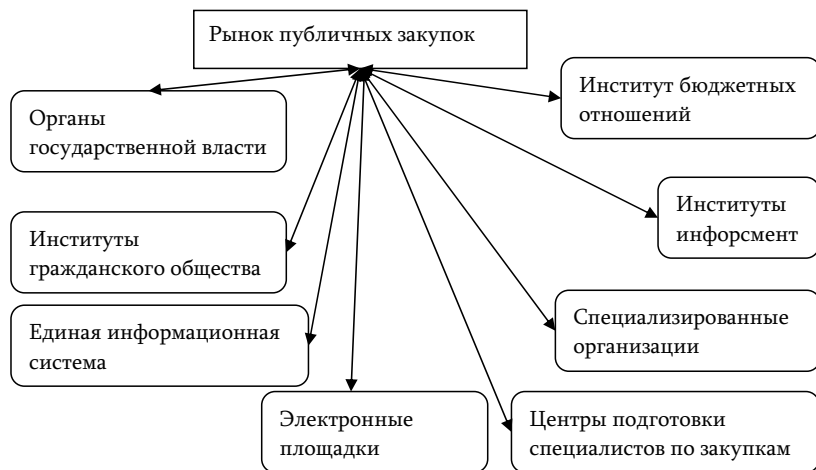 Рынок публичных закупок
Институт бюджетных
отношений
Органы
государственной власти
Институты
инфорсмент
Институты
гражданского общества
Единая информационная
система
Специализированные
организации
Электронные
площадки
Центры подготовки
специалистов по закупкам